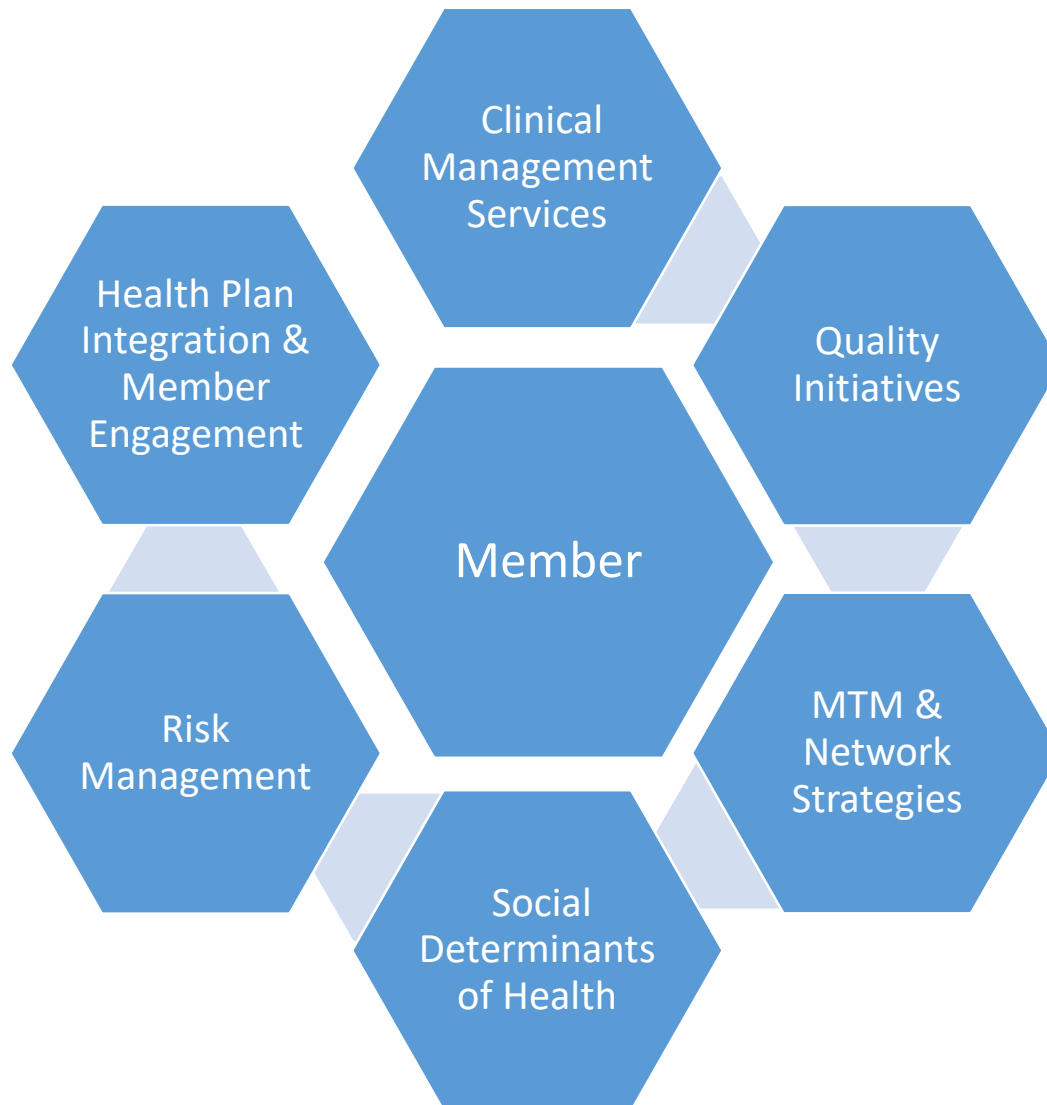 Clinical
Management
Services
Health Plan
Integration &
Member
Engagement
Quality
Initiatives
Member
Risk
Management
MTM &
Network
Strategies
Social
Determinants
of Health